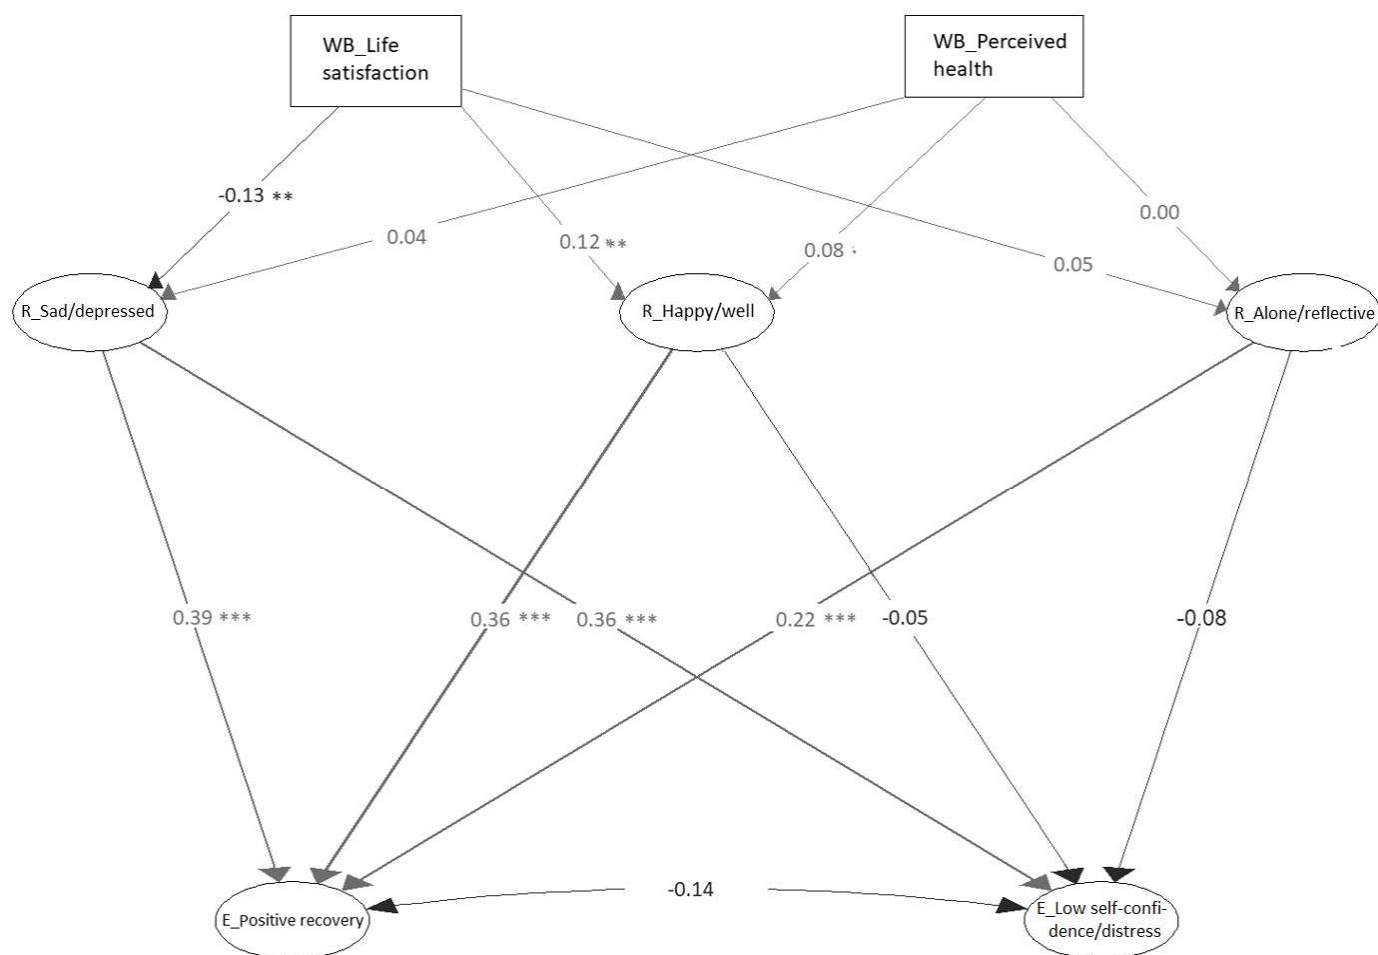 WB_Life
satisfaction
WB_Perceived
health
-0.13 **
0.04
0.12 **
0.08
0.05
0.00
R_Sad/depressed
R_Happy/well
R_Alone/reflective
0.39 ***
0.36 ***
0.36 ***
0.22 ***
-0.05
-0.08
-0.14
E_Positive recovery
E_Low self-confi-
dence/distress